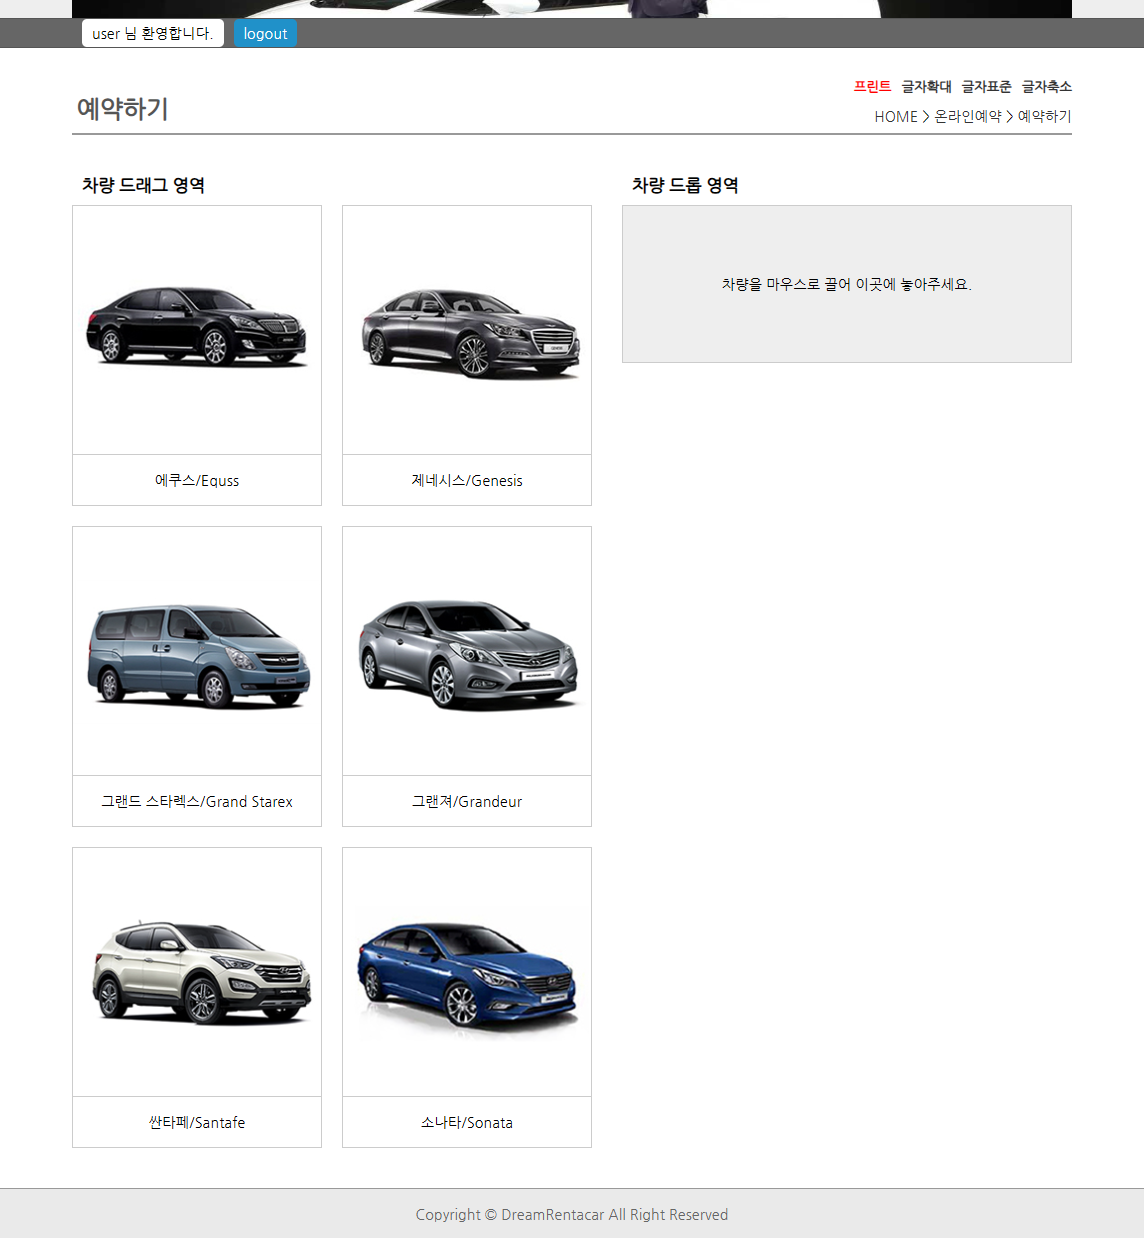 user 님 환영합니다. logout
프린트 글자확대 글자표준 글자축소
예약하기
HOME > 온라인예약 > 예약하기
차량 드래그 영역
차량 드롭 영역
차량을 마우스로 끌어 이곳에 놓아주세요.
에쿠스/Equss
제네시스/Genesis
그랜드 스타렉스/Grand Starex
그랜져/Grandeur
싼타페/Santafe
소나타/Sonata
Copyright © DreamRentacar All Right Reserved